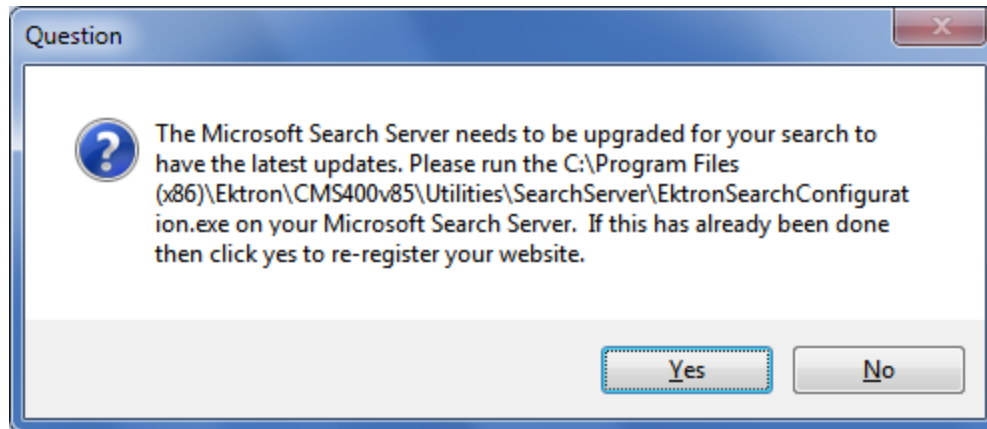 Question
The Microsoft Search Server needs to be upgraded for your search to
have the latest updates. Please run the C:\Program Files
(x86)\Ektron\CMS400v85\Utilities\SearchServer\EktronSearchConfigurat
ion.exe on your Microsoft Search Server.  If this has already been done
then click yes to re-register your website.
Yes
No